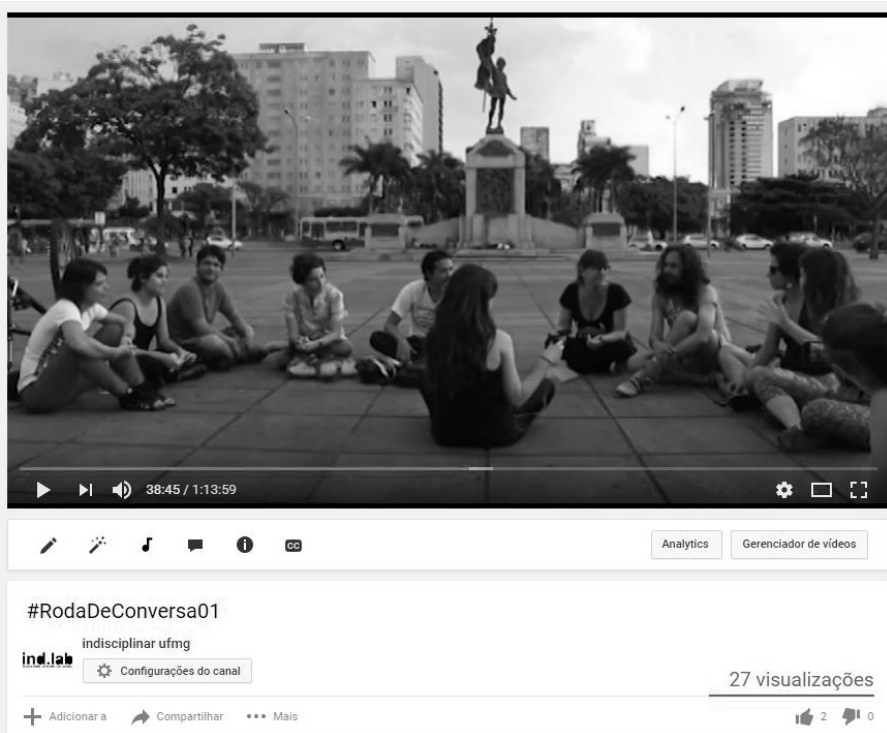 38:45 / 1:13:59
Analytics
Gerenciador de vídeos
#RodaDeConversa01
ind.lab
indisciplinar ufmg
Configurações do canal
27 visualizações
Adicionar a
Compartilhar
Mais
2
0